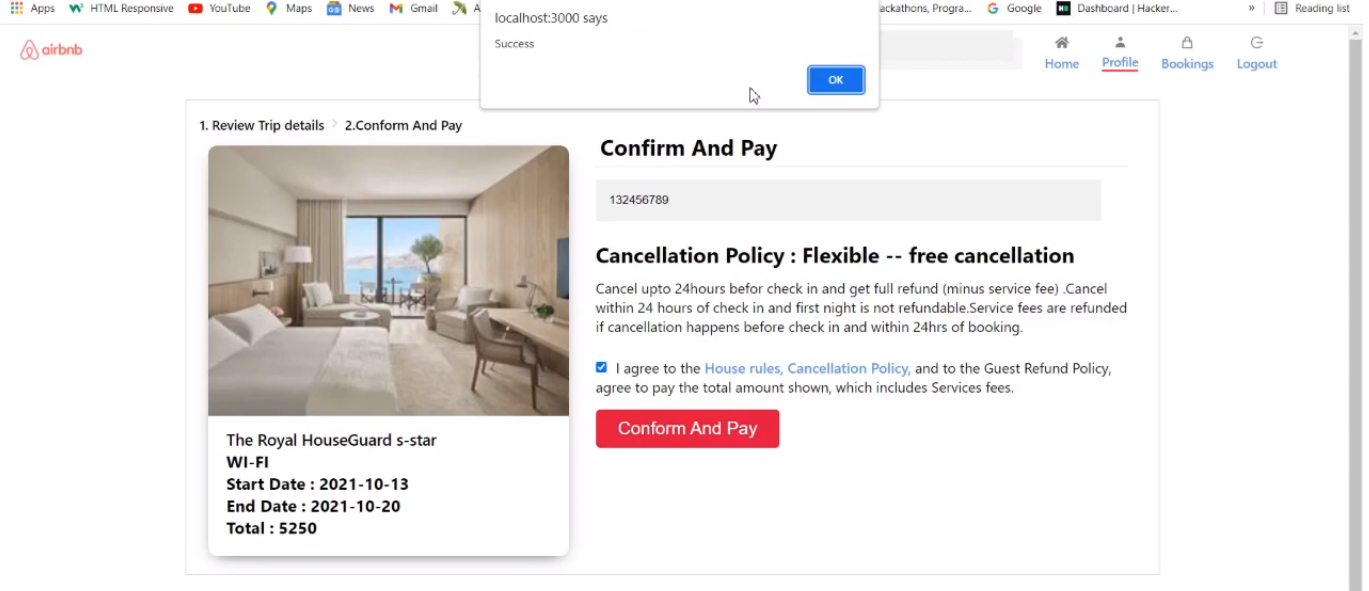 Apps HTML Responsive YouTube Maps News Gmail A
ackathons, Progra... Google Dashboard | Hacker... » Reading list
localhost:3000 says
Success
OK
airbnb
Home Profile Bookings Logout
1. Review Trip details 2.Conform And Pay
Confirm And Pay
132456789
Cancellation Policy : Flexible -- free cancellation
Cancel upto 24hours befor check in and get full refund (minus service fee) .Cancel
within 24 hours of check in and first night is not refundable.Service fees are refunded
if cancellation happens before check in and within 24hrs of booking.
I agree to the House rules, Cancellation Policy, and to the Guest Refund Policy,
agree to pay the total amount shown, which includes Services fees.
Conform And Pay
The Royal HouseGuard s-star
WI-FI
Start Date : 2021-10-13
End Date : 2021-10-20
Total : 5250